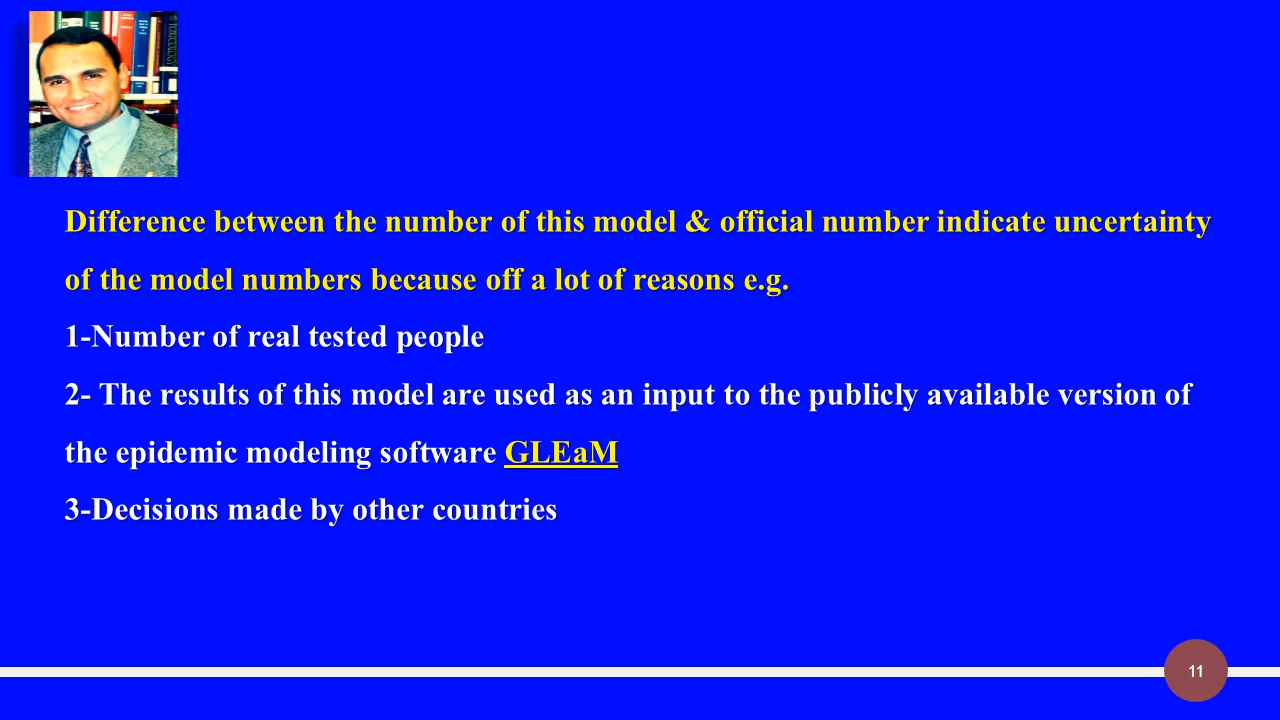 TOXICOLOGY
Difference between the number of this model & official number indicate uncertainty
of the model numbers because off a lot of reasons e.g.
1-Number of real tested people
2- The results of this model are used as an input to the publicly available version of
the epidemic modeling software GLEaM
3-Decisions made by other countries
11